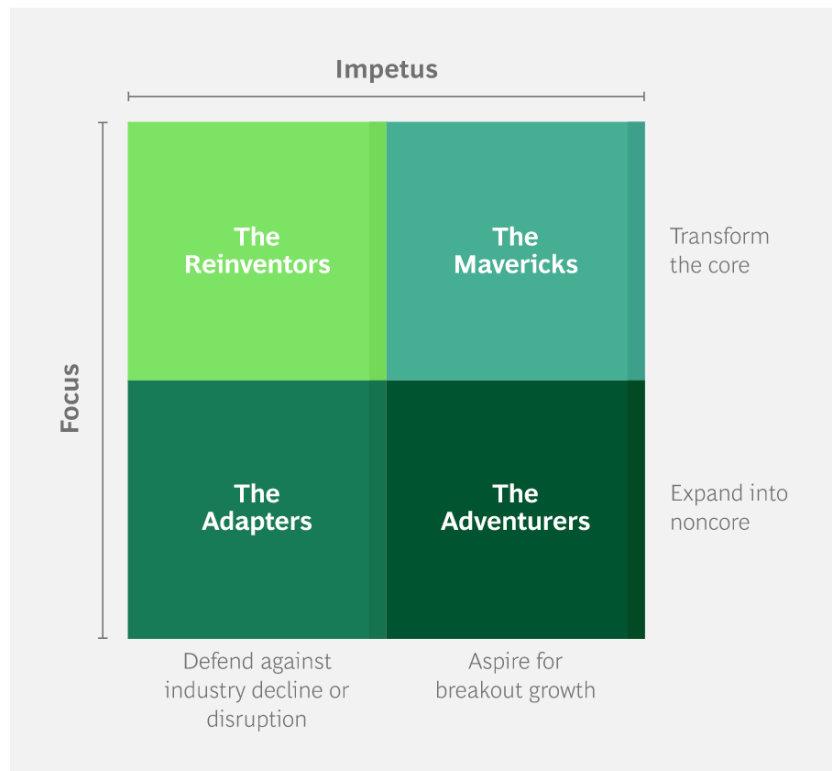 Impetus
Focus
The
Reinventors
The
Mavericks
Transform
the core
The
Adapters
The
Adventurers
Expand into
noncore
Defend against
industry decline or
disruption
Aspire for
breakout growth